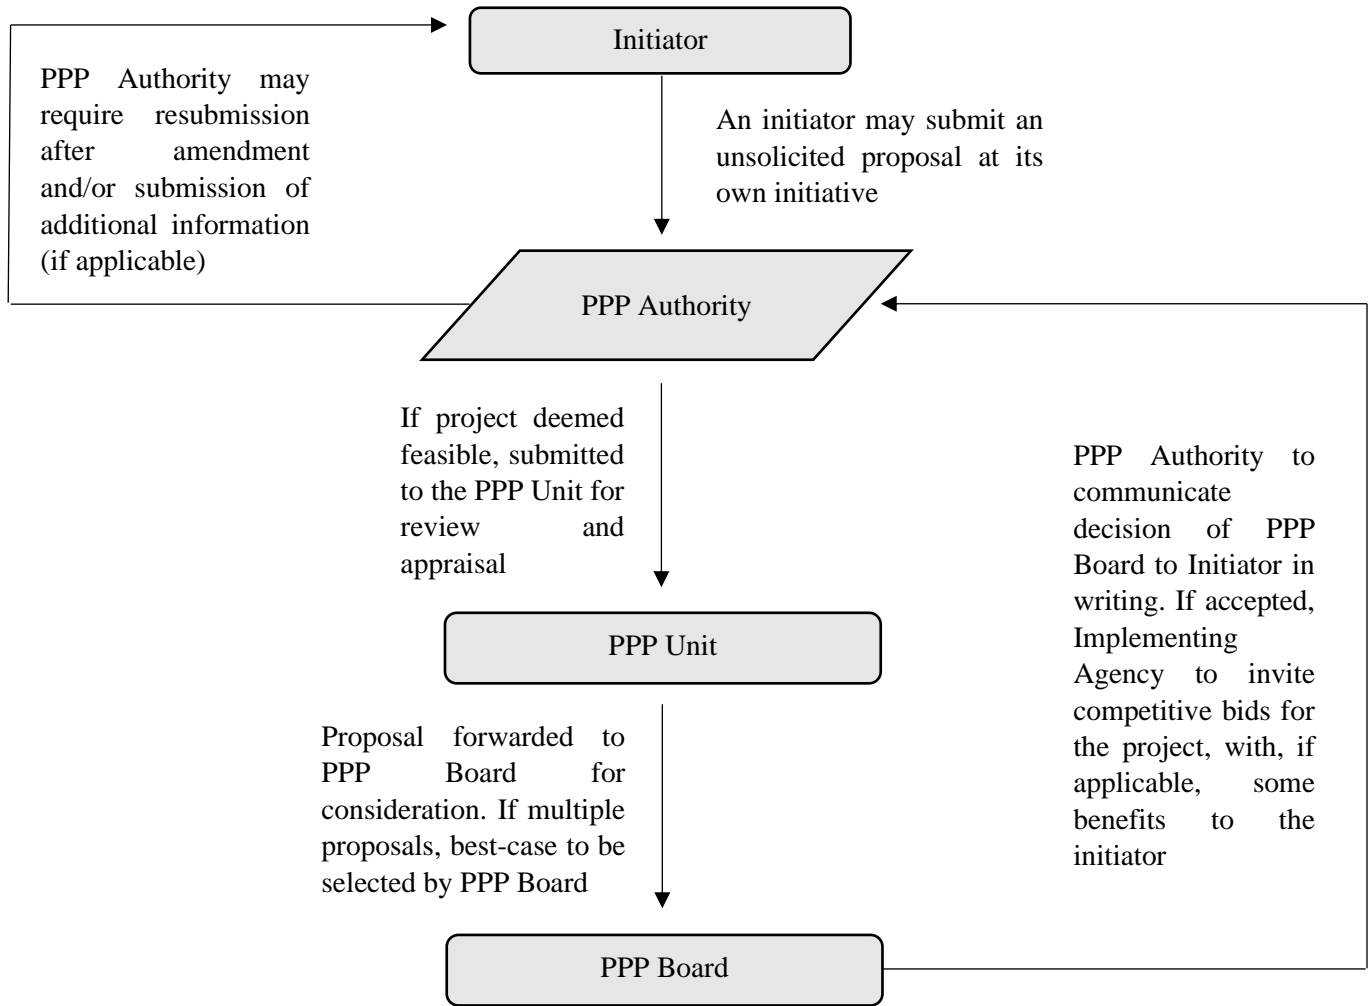 Initiator
PPP Authority may
require resubmission
after amendment
and/or submission of
additional information
(if applicable)
An initiator may submit an
unsolicited proposal at its
own initiative
PPP Authority
If project deemed
feasible, submitted
to the PPP Unit for
review and
appraisal
PPP Authority to
communicate
decision of PPP
Board to Initiator in
writing. If accepted,
Implementing
Agency to invite
competitive bids for
the project, with, if
applicable, some
benefits to the
initiator
PPP Unit
Proposal forwarded to
PPP Board for
consideration. If multiple
proposals, best-case to be
selected by PPP Board
PPP Board